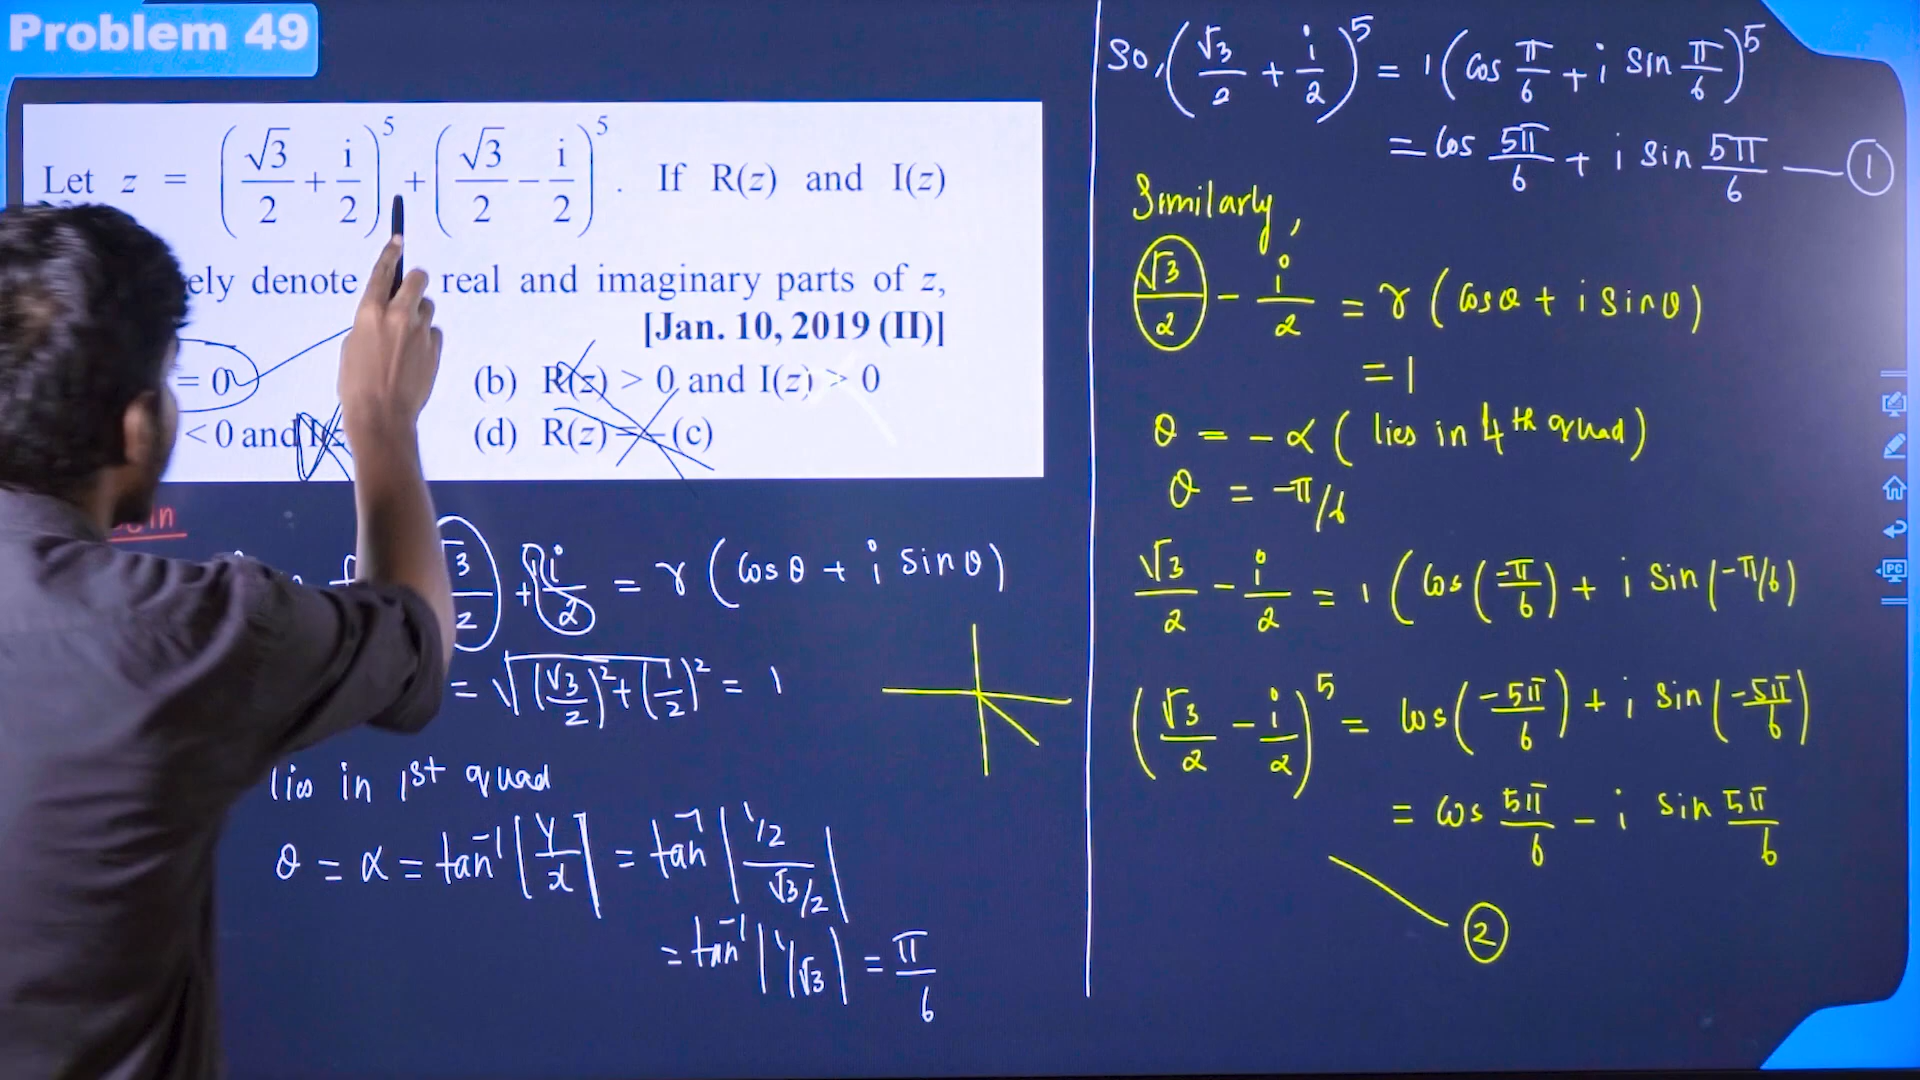 Problem 49
Let z = (√3/2 + i/2)^5 + (√3/2 − i/2)^5 . If R(z) and I(z)
ely denote real and imaginary parts of z,
[Jan. 10, 2019 (II)]
= 0
(b) R(z) > 0 and I(z) > 0
< 0 and
(d) R(z) = −(c)
√3/2 + i/2 = r (cos θ + i sin θ)
= √((√3/2)² + (1/2)² = 1
lies in 1st quad
θ = α = tan⁻¹ |y/x| = tan⁻¹ |1/2 / √3/2|
= tan⁻¹ |1/√3| = π/6
So, (√3/2 + i/2)^5 = 1 (cos π/6 + i sin π/6)^5
= cos 5π/6 + i sin 5π/6 — ①
Similarly,
√3/2 − i/2 = r (cos θ + i sin θ)
= 1
θ = − α ( lies in 4th quad)
θ = −π/6
√3/2 − i/2 = 1 (cos (−π/6) + i sin (−π/6)
(√3/2 − i/2)^5 = cos (−5π/6) + i sin (−5π/6)
= cos 5π/6 − i sin 5π/6
②
PC